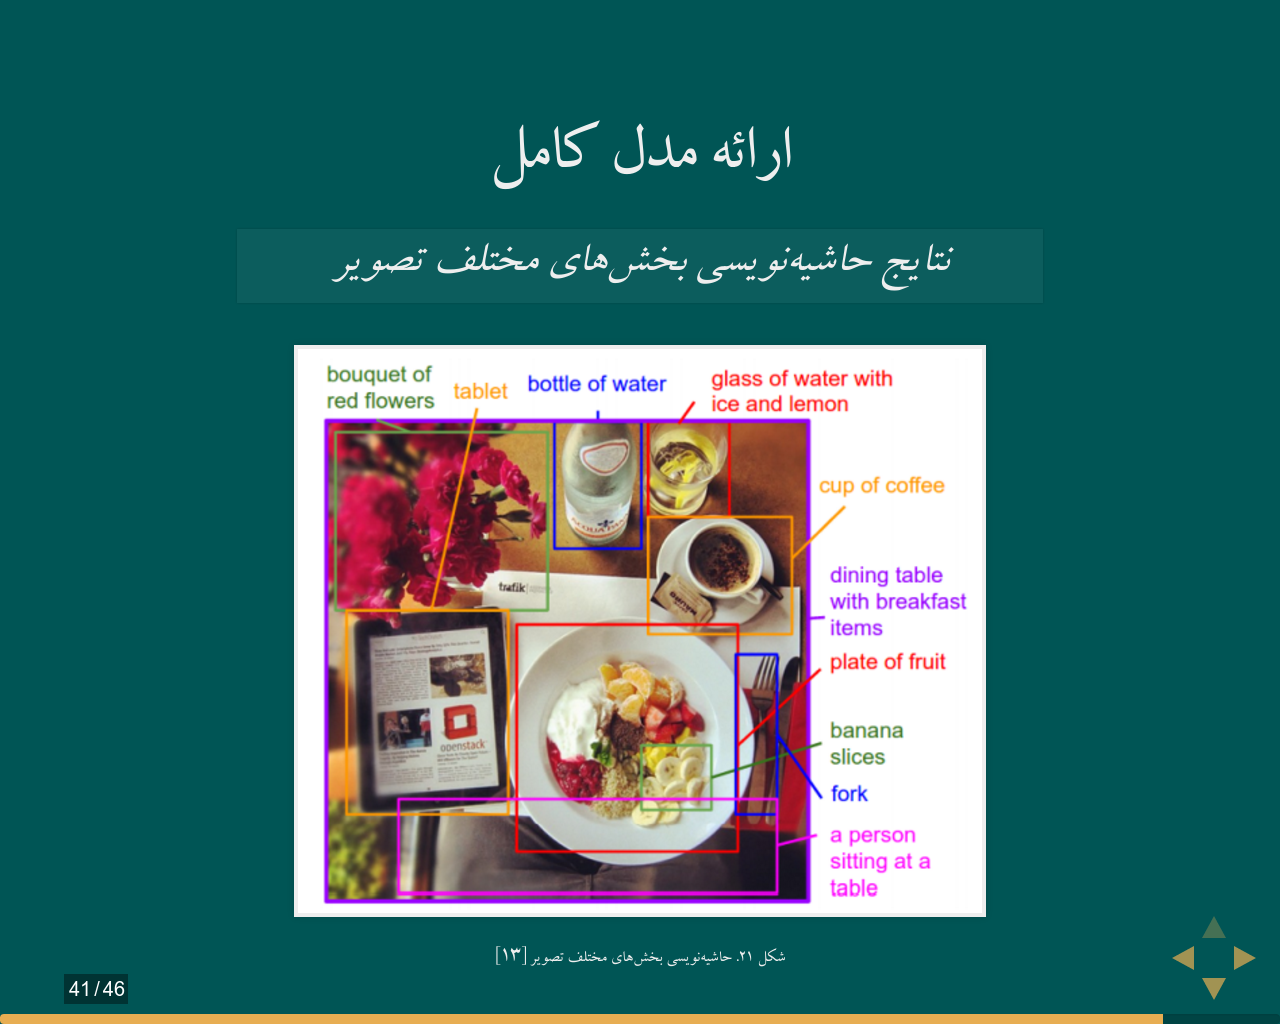 ارائه مدل کامل
نتایج حاشیه‌نویسی بخش‌های مختلف تصویر
bouquet of
red flowers
tablet
bottle of water
glass of water with
ice and lemon
cup of coffee
trafik
dining table
with breakfast
items
plate of fruit
openstack
banana
slices
fork
a person
sitting at a
table
شکل ۲۱. حاشیه‌نویسی بخش‌های مختلف تصویر [۱۳]
41/46